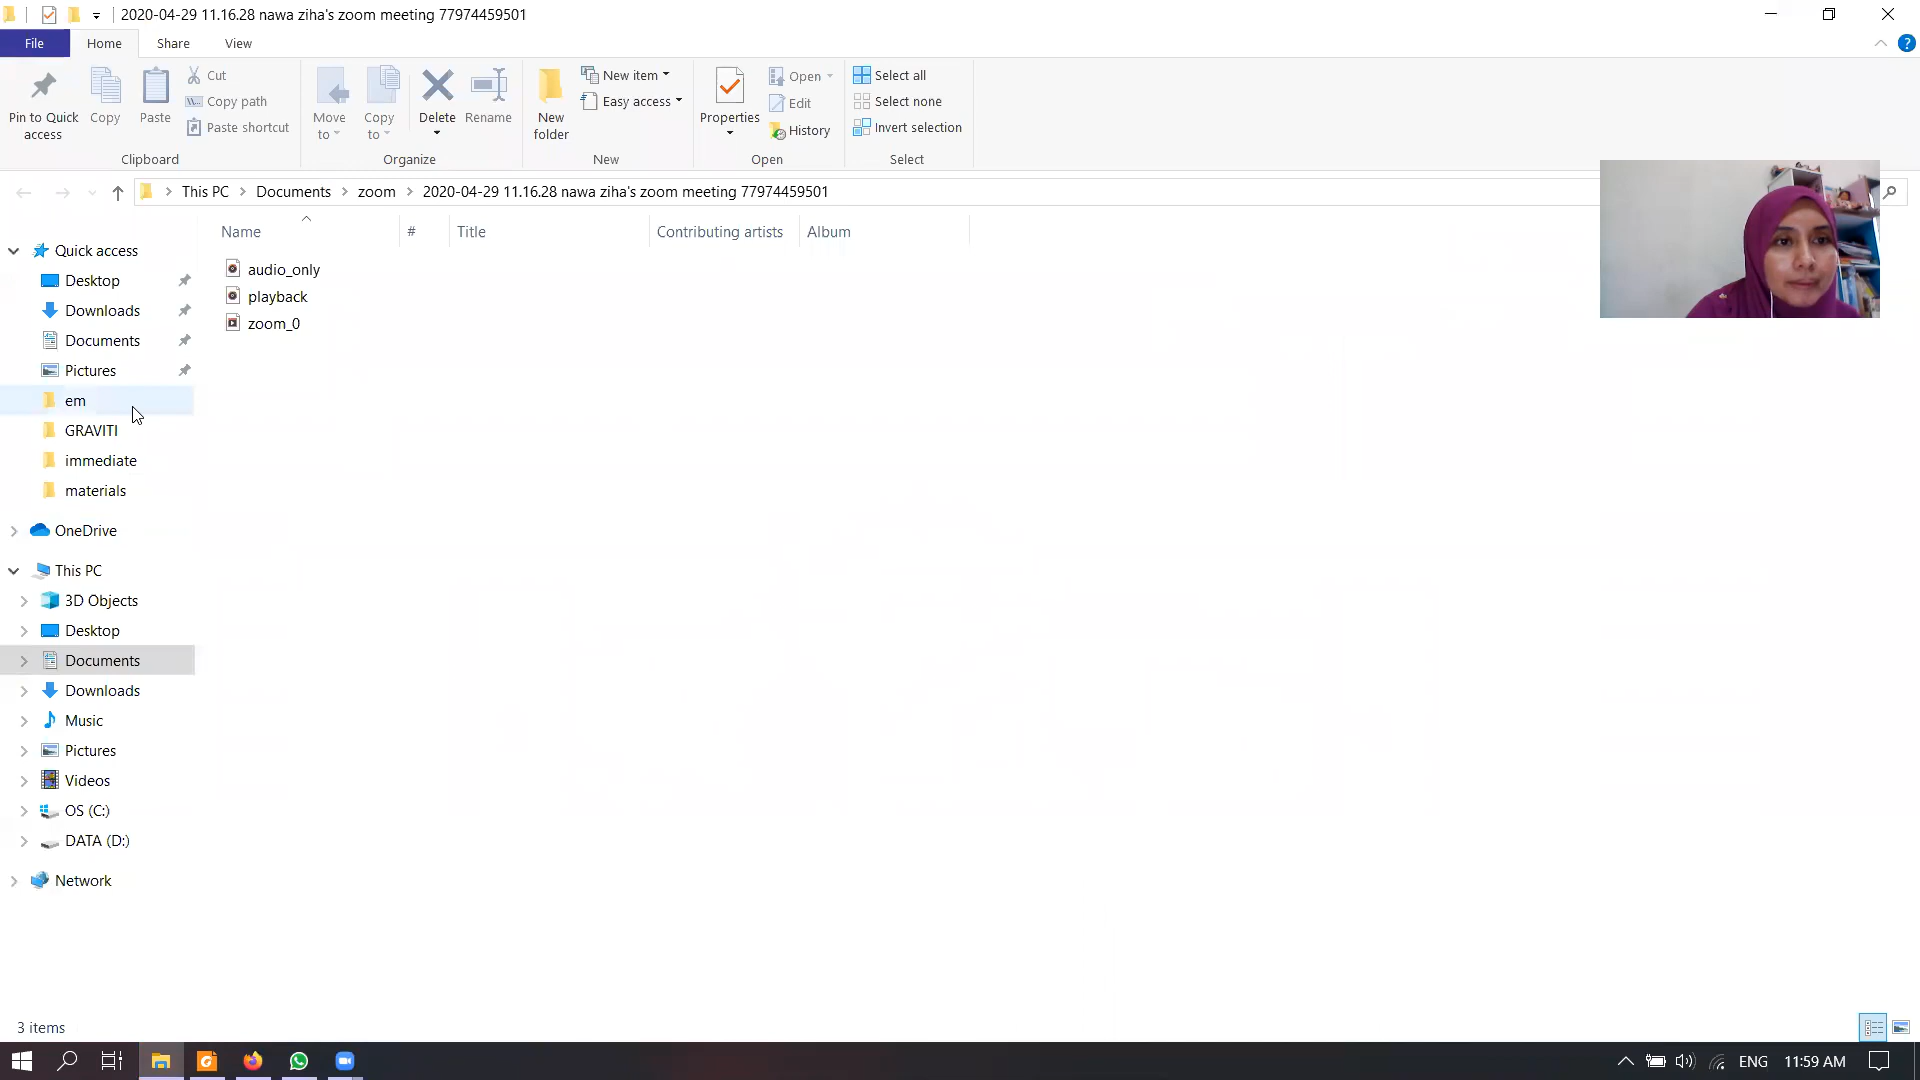 2020-04-29 11.16.28 nawa ziha's zoom meeting 77974459501
File Home Share View
Pin to Quick access
Copy
Paste
Cut
Copy path
Paste shortcut
Clipboard
Move to
Copy to
Delete
Rename
Organize
New folder
New item
Easy access
New
Properties
Open
Edit
History
Open
Select all
Select none
Invert selection
Select
This PC > Documents > zoom > 2020-04-29 11.16.28 nawa ziha's zoom meeting 77974459501
Name # Title Contributing artists Album
audio_only
playback
zoom_0
Quick access
Desktop
Downloads
Documents
Pictures
em
GRAVITI
immediate
materials
OneDrive
This PC
3D Objects
Desktop
Documents
Downloads
Music
Pictures
Videos
OS (C:)
DATA (D:)
Network
3 items
ENG 11:59 AM